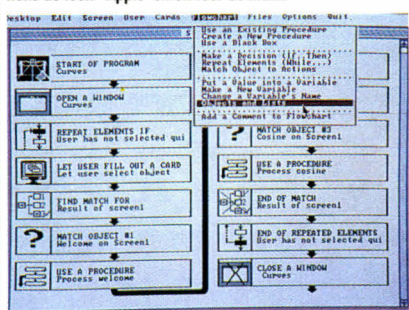 Desktop Edit Screen User Cards Flowchart Files Options Quit
Use an Existing Procedure
Create a New Procedure
Use a Black Box
Make a Decision (If, Then)
Repeat Elements (While...)
Match Object to Actions
Put a Value into a Variable
Make a New Variable
Change a Variable's Name
Objects and Lists
Add a Comment to Flowchart
S
START OF PROGRAM
Curves
OPEN A WINDOW
Curves
REPEAT ELEMENTS IF
User has not selected qui
LET USER FILL OUT A CARD
Let user select object
FIND MATCH FOR
Result of screen1
MATCH OBJECT #1
Welcome on Screen1
USE A PROCEDURE
Process welcome
MATCH OBJECT #3
Cosine on Screen1
USE A PROCEDURE
Process cosine
END OF MATCH
Result of screen1
END OF REPEATED ELEMENTS
User has not selected qui
CLOSE A WINDOW
Curves